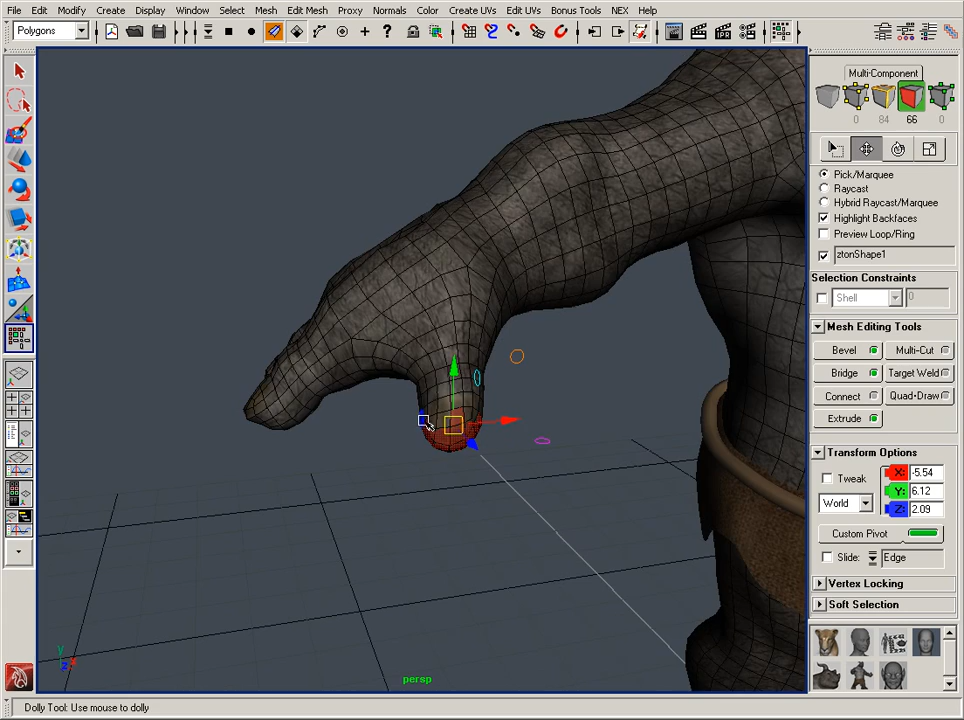 File Edit Modify Create Display Window Select Mesh Edit Mesh Proxy Normals Color Create UVs Edit UVs Bonus Tools NEX Help
Polygons
Multi-Component
0 84 66 0
Pick/Marquee
Raycast
Hybrid Raycast/Marquee
Highlight Backfaces
Preview Loop/Ring
ztonShape1
Selection Constraints
Shell 0
Mesh Editing Tools
Bevel Multi-Cut
Bridge Target Weld
Connect Quad-Draw
Extrude
Transform Options
Tweak X: -5.54
World Y: 6.12
Z: 2.09
Custom Pivot
Slide: Edge
Vertex Locking
Soft Selection
y
z x
persp
Dolly Tool: Use mouse to dolly